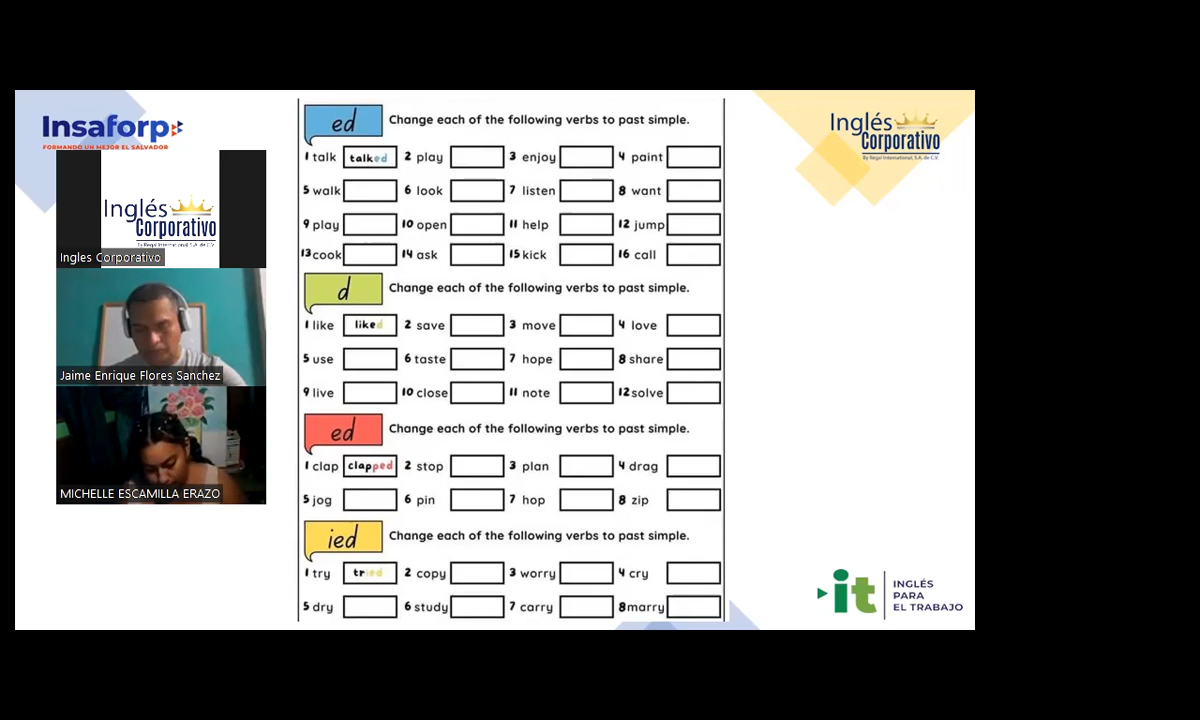 Insaforp
FORMANDO UN MEJOR EL SALVADOR
Inglés
Corporativo
By Regal International, S.A. de C.V.
Ingles Corporativo
Jaime Enrique Flores Sanchez
MICHELLE ESCAMILLA ERAZO
ed Change each of the following verbs to past simple.
1 talk talked 2 play 3 enjoy 4 paint
5 walk 6 look 7 listen 8 want
9 play 10 open 11 help 12 jump
13 cook 14 ask 15 kick 16 call
d Change each of the following verbs to past simple.
1 like liked 2 save 3 move 4 love
5 use 6 taste 7 hope 8 share
9 live 10 close 11 note 12 solve
ed Change each of the following verbs to past simple.
1 clap clapped 2 stop 3 plan 4 drag
5 jog 6 pin 7 hop 8 zip
ied Change each of the following verbs to past simple.
1 try tried 2 copy 3 worry 4 cry
5 dry 6 study 7 carry 8 marry
Inglés
Corporativo
By Regal International, S.A. de C.V.
it INGLÉS
PARA
EL TRABAJO